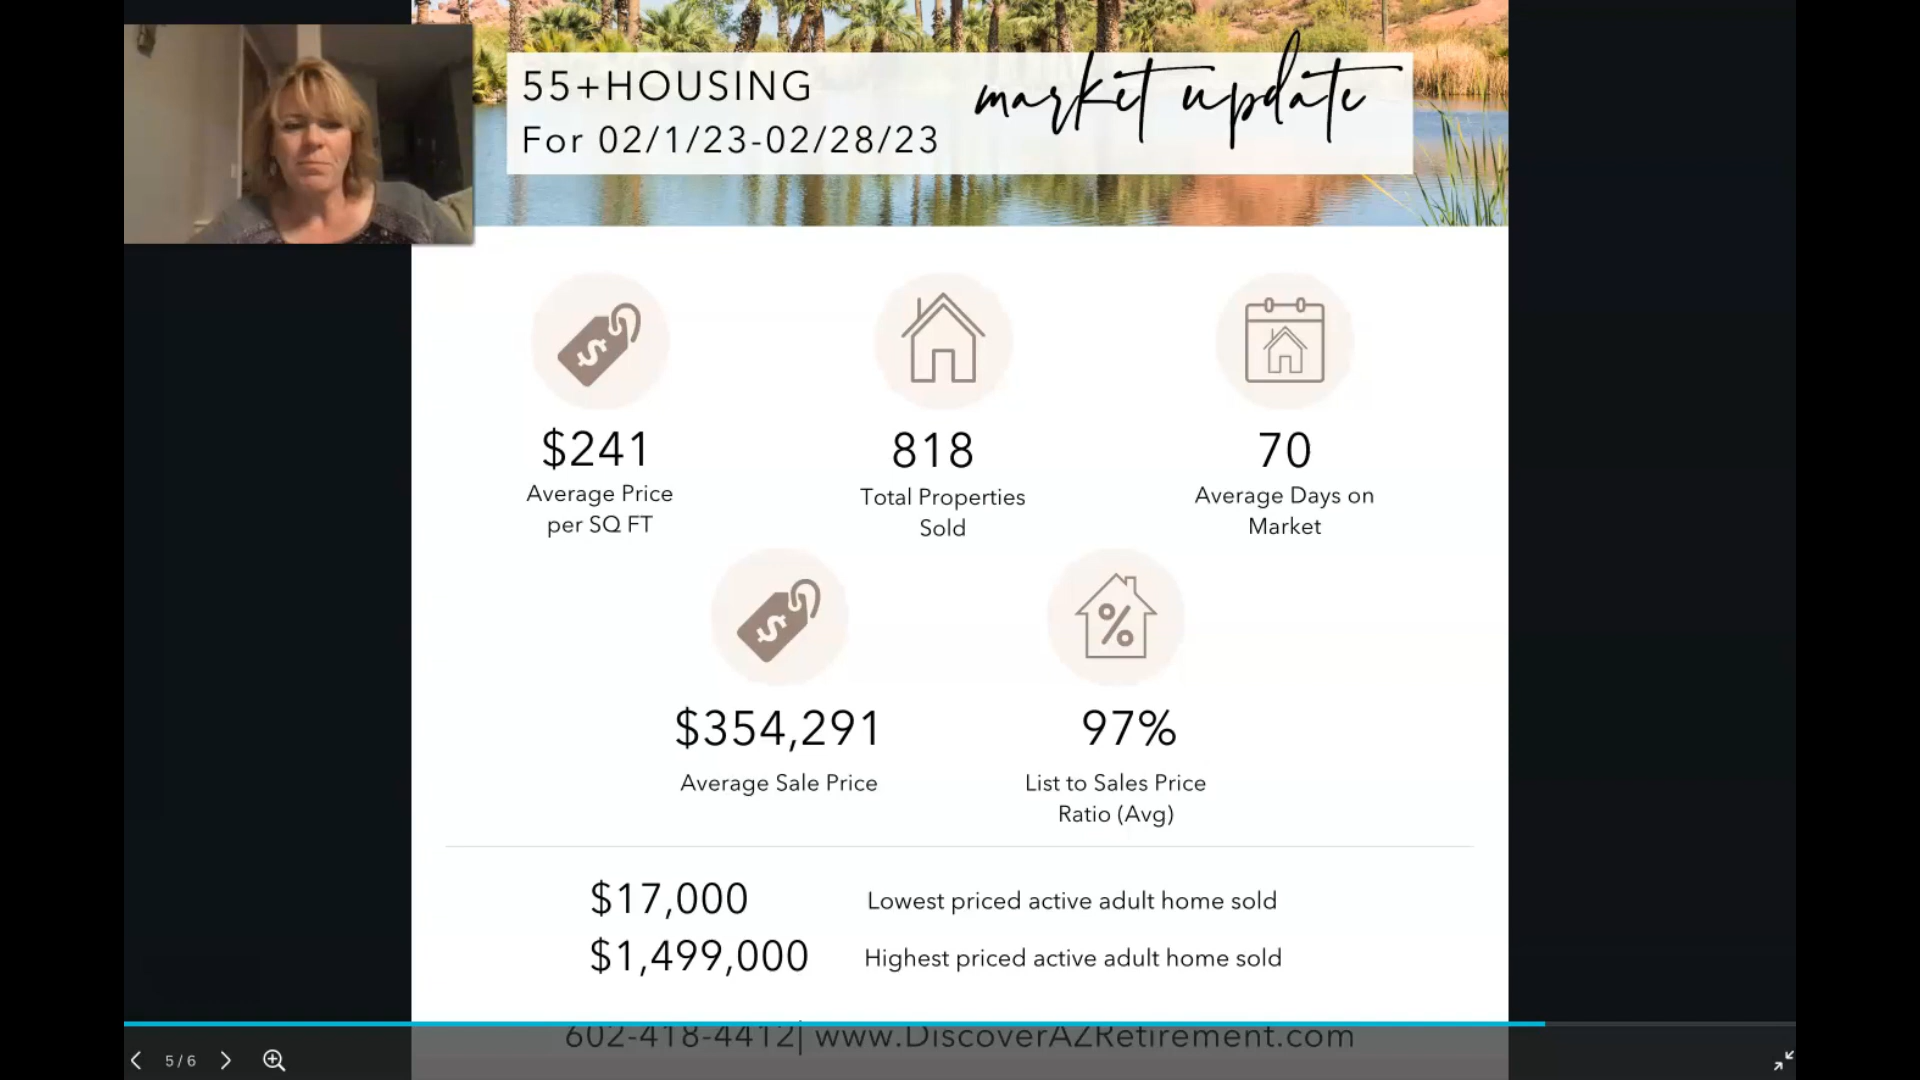 55+HOUSING
For 02/1/23-02/28/23
market update
$241
Average Price
per SQ FT
818
Total Properties
Sold
70
Average Days on
Market
$354,291
Average Sale Price
97%
List to Sales Price
Ratio (Avg)
$17,000 Lowest priced active adult home sold
$1,499,000 Highest priced active adult home sold
602-418-4412| www.DiscoverAZRetirement.com
5/6